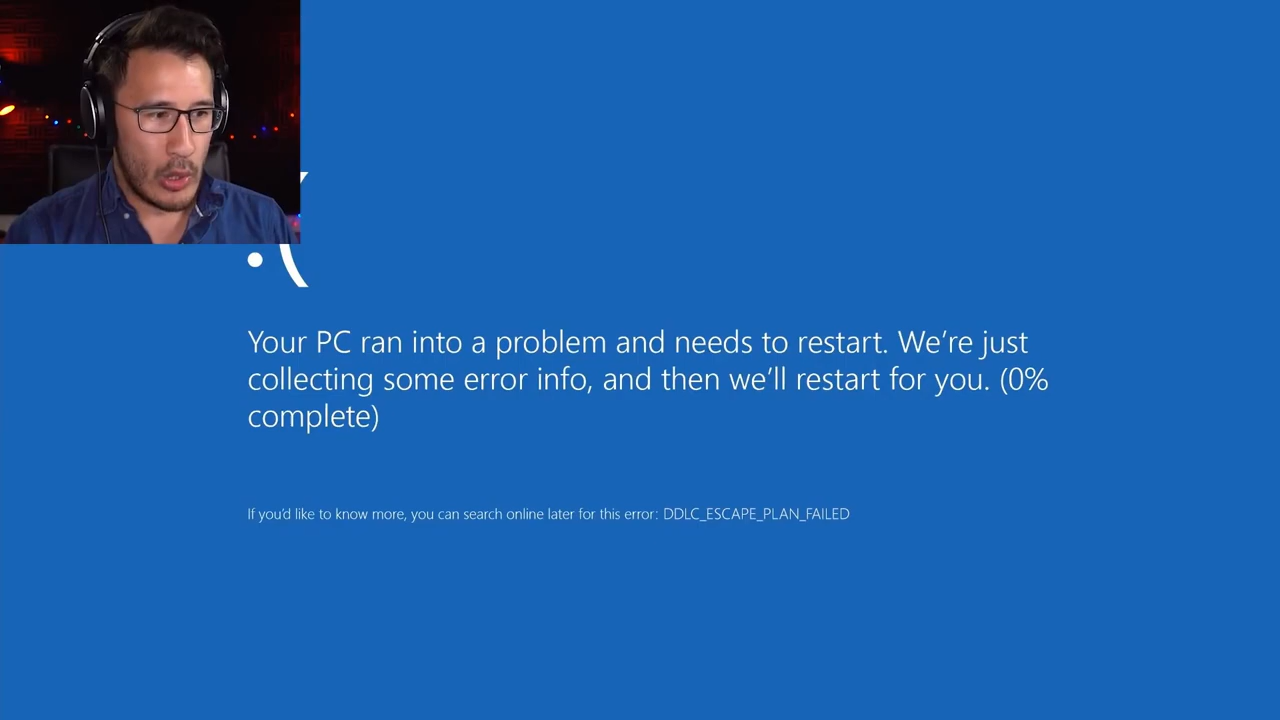 :(
Your PC ran into a problem and needs to restart. We're just
collecting some error info, and then we'll restart for you. (0%
complete)
If you'd like to know more, you can search online later for this error: DDLC_ESCAPE_PLAN_FAILED